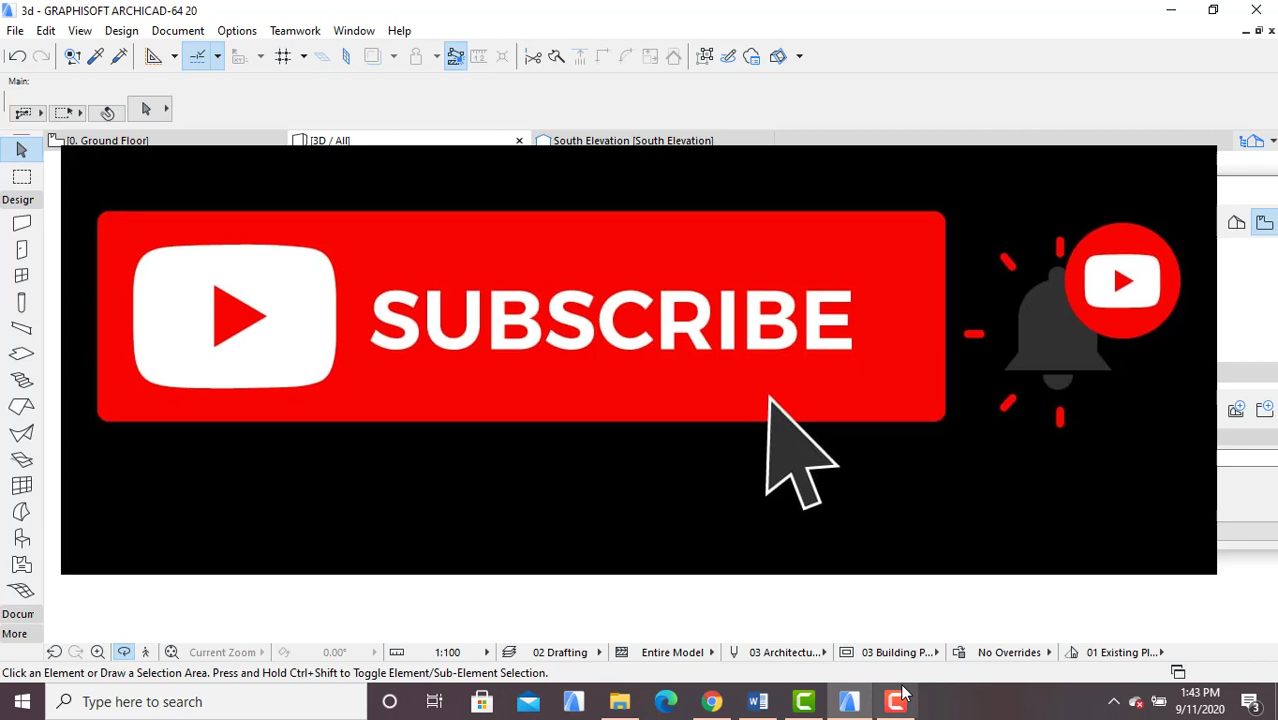 3d - GRAPHISOFT ARCHICAD-64 20
File Edit View Design Document Options Teamwork Window Help
Main:
[0. Ground Floor]
[3D / All]
South Elevation [South Elevation]
Design
SUBSCRIBE
Docum
More
Current Zoom
0.00°
1:100
02 Drafting
Entire Model
03 Architectu...
03 Building P...
No Overrides
01 Existing Pl...
Click an Element or Draw a Selection Area. Press and Hold Ctrl+Shift to Toggle Element/Sub-Element Selection.
Type here to search
1:43 PM
9/11/2020
3